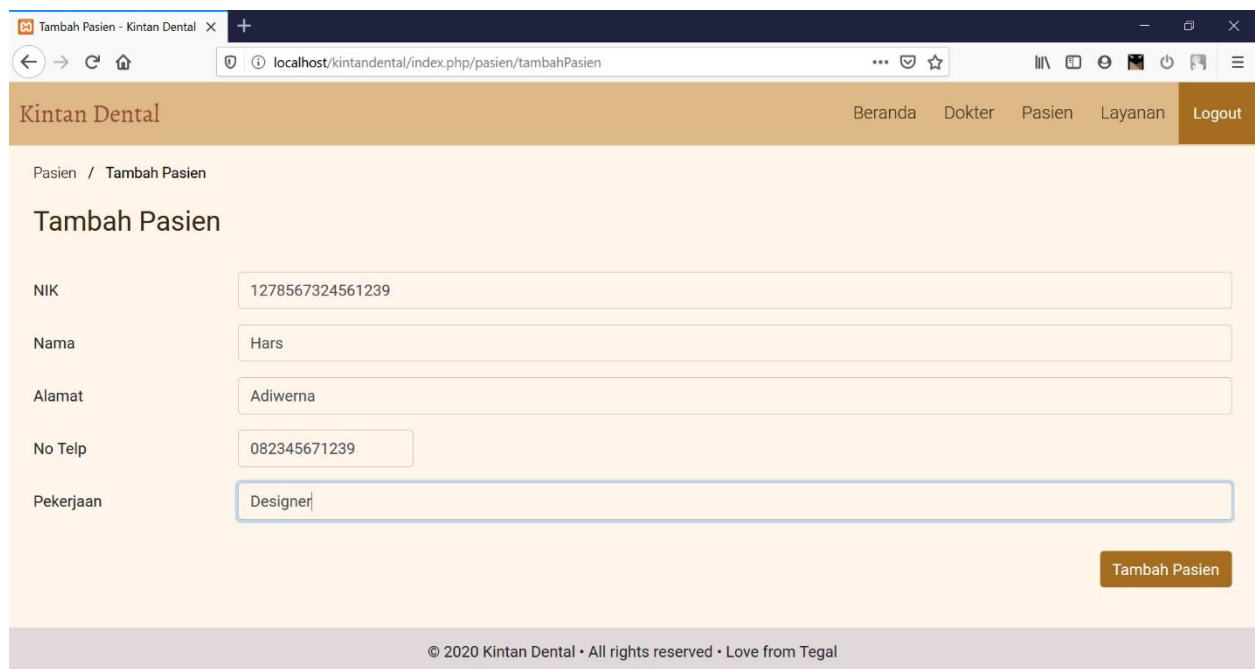 Tambah Pasien - Kintan Dental
localhost/kintandental/index.php/pasien/tambahPasien
Kintan Dental Beranda Dokter Pasien Layanan Logout
Pasien / Tambah Pasien
Tambah Pasien
NIK 1278567324561239
Nama Hars
Alamat Adiwerna
No Telp 082345671239
Pekerjaan Designer
Tambah Pasien
© 2020 Kintan Dental • All rights reserved • Love from Tegal